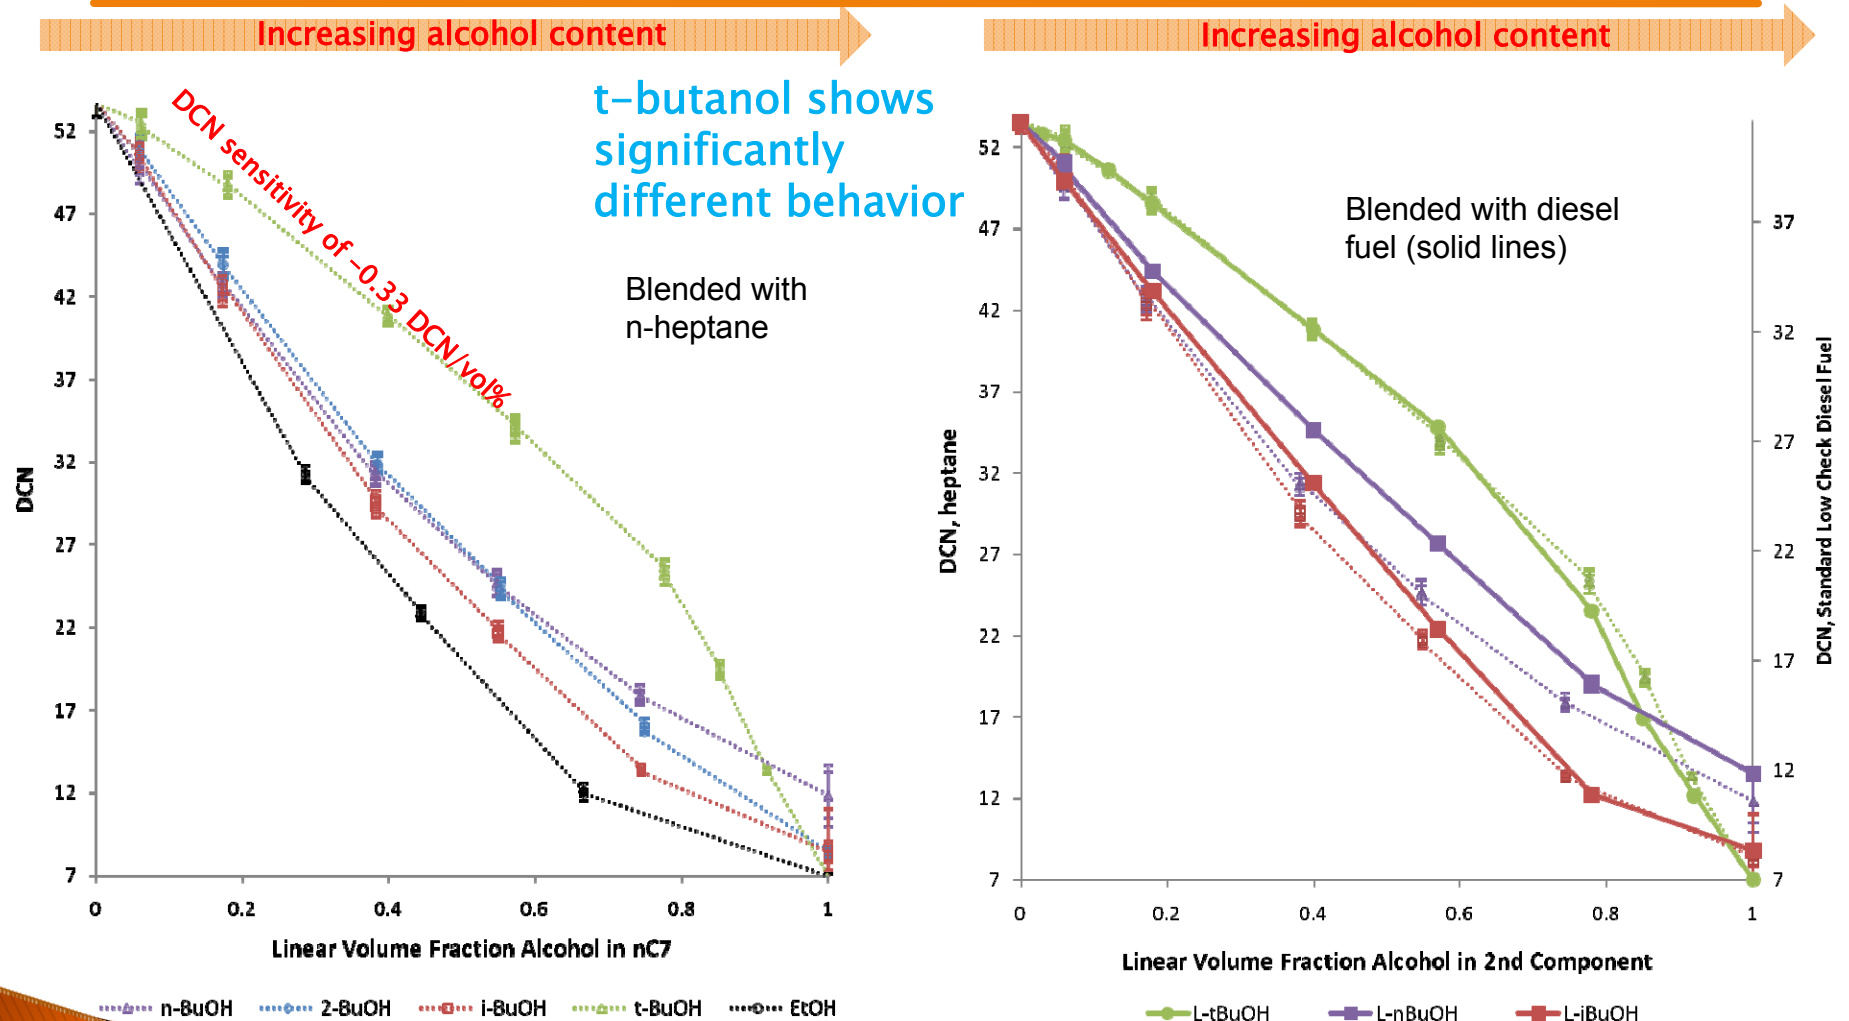 Increasing alcohol content
Increasing alcohol content
t-butanol shows
significantly
different behavior
DCN sensitivity of -0.33 DCN/vol%
Blended with
n-heptane
Blended with diesel
fuel (solid lines)
DCN
52
47
42
37
32
27
22
17
12
7
0
0.2
0.4
0.6
0.8
1
Linear Volume Fraction Alcohol in nC7
n-BuOH
2-BuOH
i-BuOH
t-BuOH
EtOH
DCN, heptane
52
47
42
37
32
27
22
17
12
7
0
0.2
0.4
0.6
0.8
1
37
32
27
22
17
12
7
DCN, Standard Low Check Diesel Fuel
Linear Volume Fraction Alcohol in 2nd Component
L-tBuOH
L-nBuOH
L-iBuOH